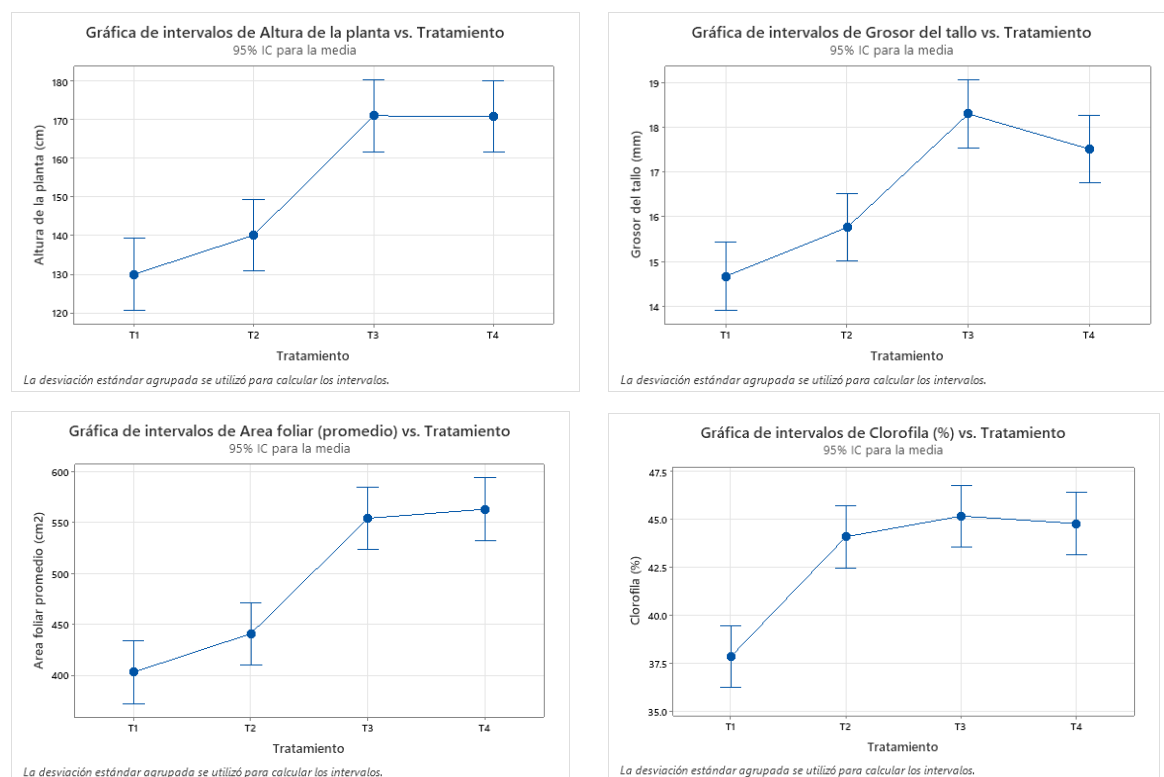 Gráfica de intervalos de Altura de la planta vs. Tratamiento
95% IC para la media
Altura de la planta (cm)
180
170
160
150
140
130
120
T1 T2 T3 T4
Tratamiento
La desviación estándar agrupada se utilizó para calcular los intervalos.
Gráfica de intervalos de Grosor del tallo vs. Tratamiento
95% IC para la media
Grosor del tallo (mm)
19
18
17
16
15
14
T1 T2 T3 T4
Tratamiento
La desviación estándar agrupada se utilizó para calcular los intervalos.
Gráfica de intervalos de Area foliar (promedio) vs. Tratamiento
95% IC para la media
Area foliar promedio (cm2)
600
550
500
450
400
T1 T2 T3 T4
Tratamiento
La desviación estándar agrupada se utilizó para calcular los intervalos.
Gráfica de intervalos de Clorofila (%) vs. Tratamiento
95% IC para la media
Clorofila (%)
47.5
45.0
42.5
40.0
37.5
35.0
T1 T2 T3 T4
Tratamiento
La desviación estándar agrupada se utilizó para calcular los intervalos.